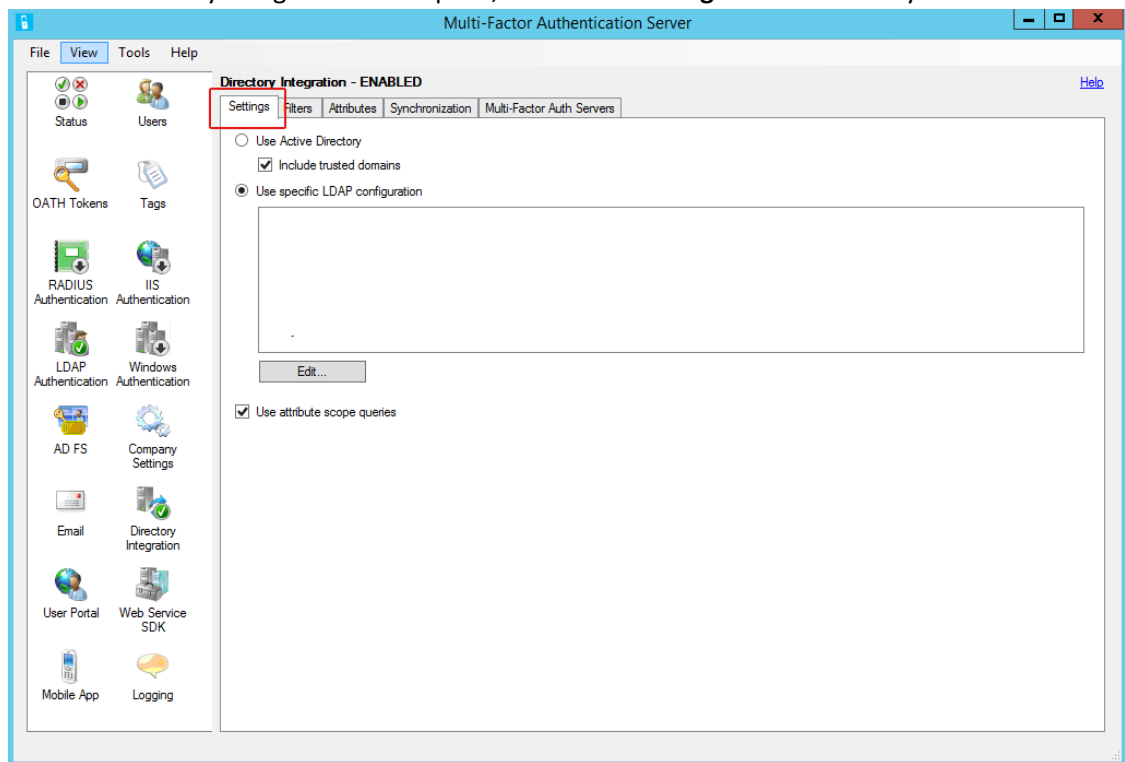 Multi-Factor Authentication Server
File View Tools Help
Status Users
OATH Tokens Tags
RADIUS Authentication
IIS Authentication
LDAP Authentication
Windows Authentication
AD FS
Company Settings
Email
Directory Integration
User Portal
Web Service SDK
Mobile App
Logging
Directory Integration - ENABLED
Help
Settings Filters Attributes Synchronization Multi-Factor Auth Servers
Use Active Directory
Include trusted domains
Use specific LDAP configuration
Edit...
Use attribute scope queries